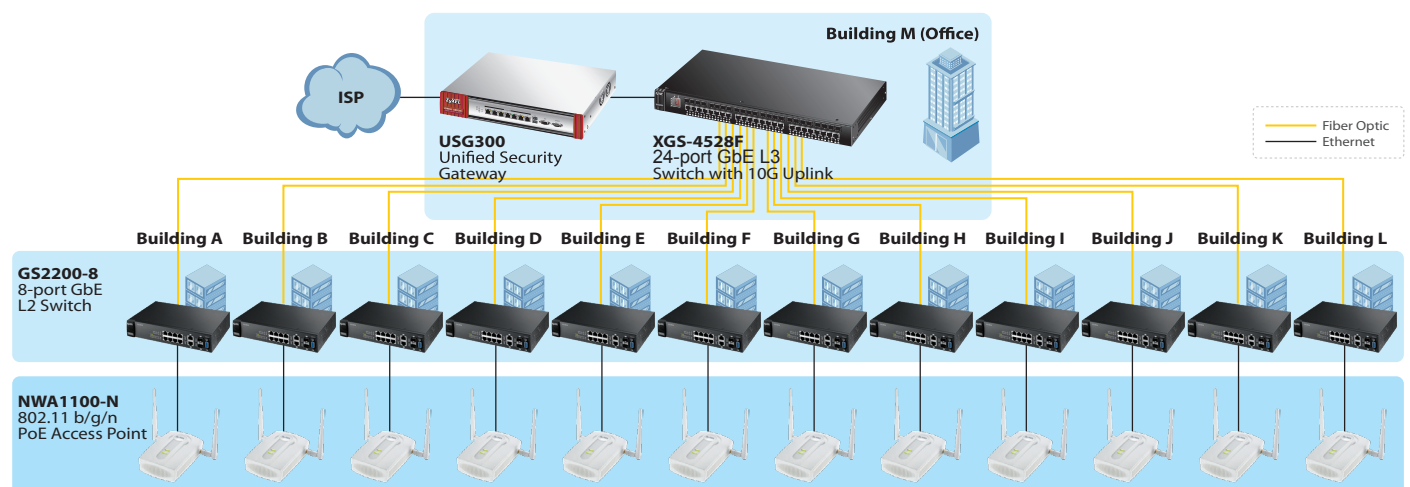 Building M (Office)
ISP
ZyXEL
USG300
Unified Security
Gateway
XGS-4528F
24-port GbE L3
Switch with 10G Uplink
Fiber Optic
Ethernet
Building A
Building B
Building C
Building D
Building E
Building F
Building G
Building H
Building I
Building J
Building K
Building L
GS2200-8
8-port GbE
L2 Switch
NWA1100-N
802.11 b/g/n
PoE Access Point